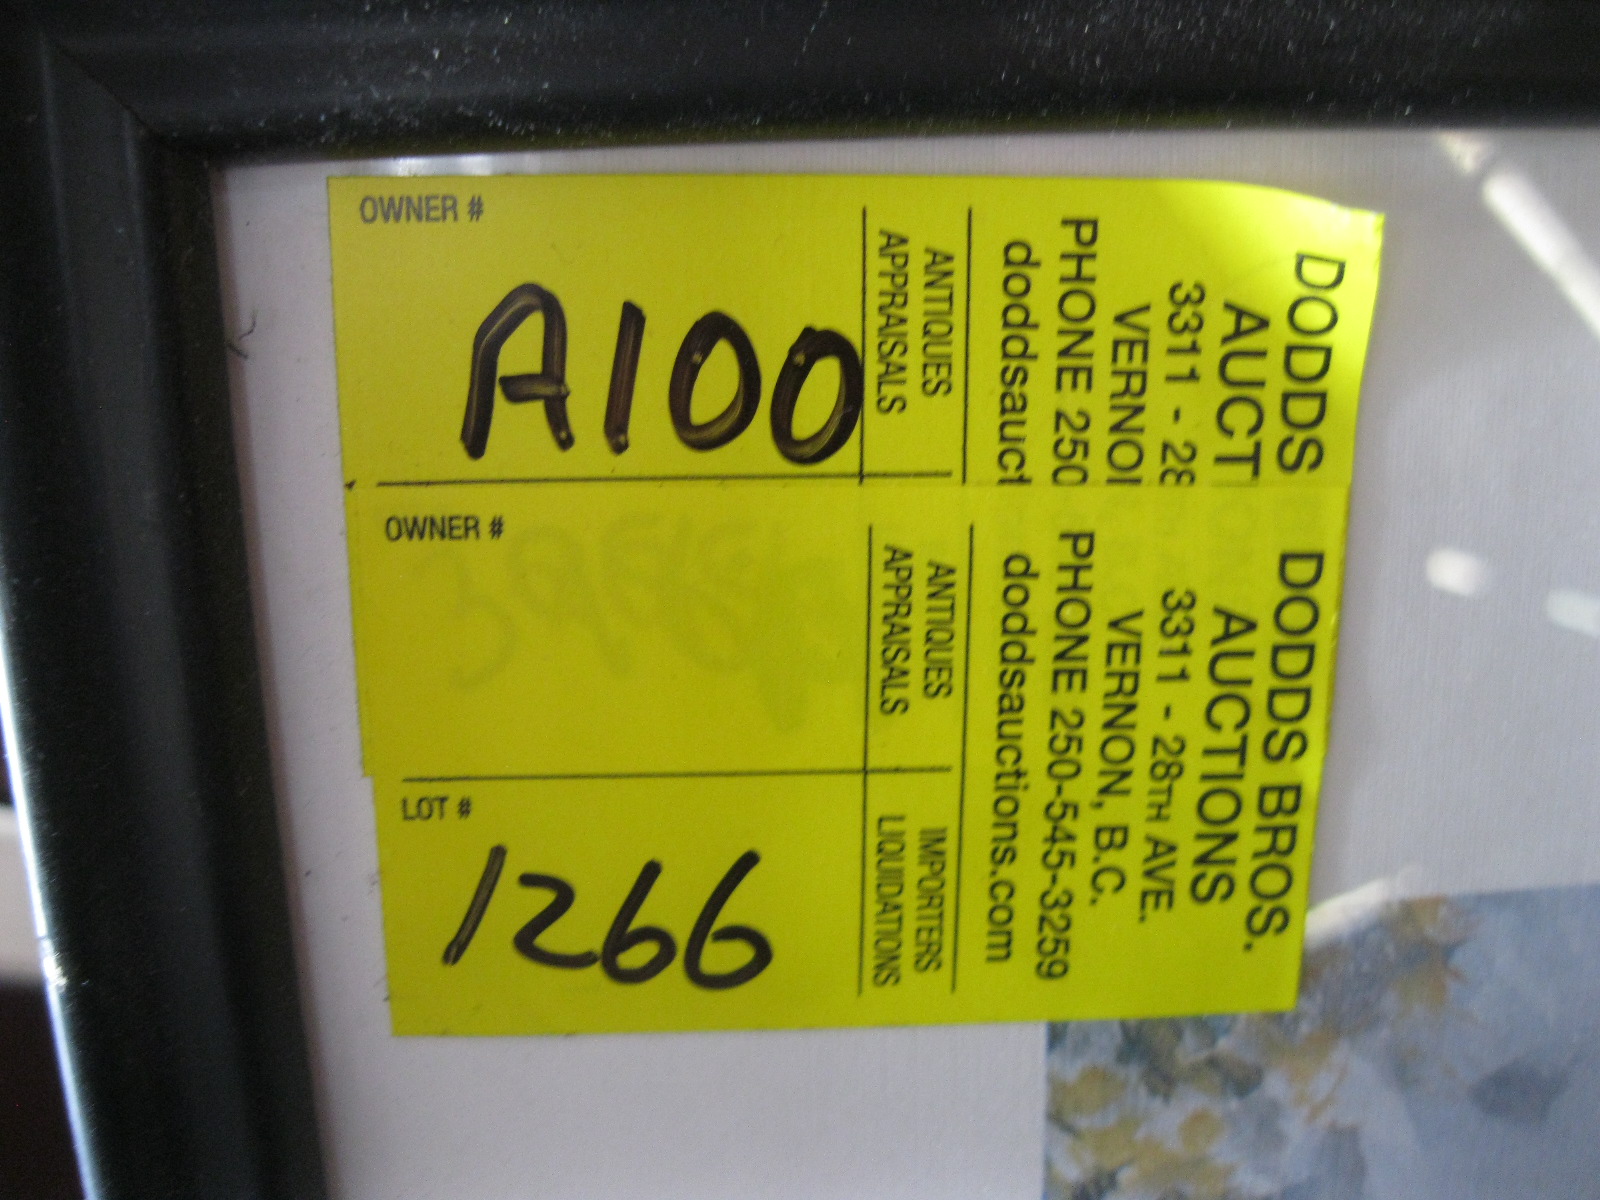 OWNER #
A100
ANTIQUES
APPRAISALS
DODDS
AUCT
3311 - 28
VERNO
PHONE 250
doddsauct
OWNER #
LOT #
1266
ANTIQUES IMPORTERS
APPRAISALS LIQUIDATIONS
DODDS BROS.
AUCTIONS
3311 - 28TH AVE.
VERNON, B.C.
PHONE 250-545-3259
doddsauctions.com